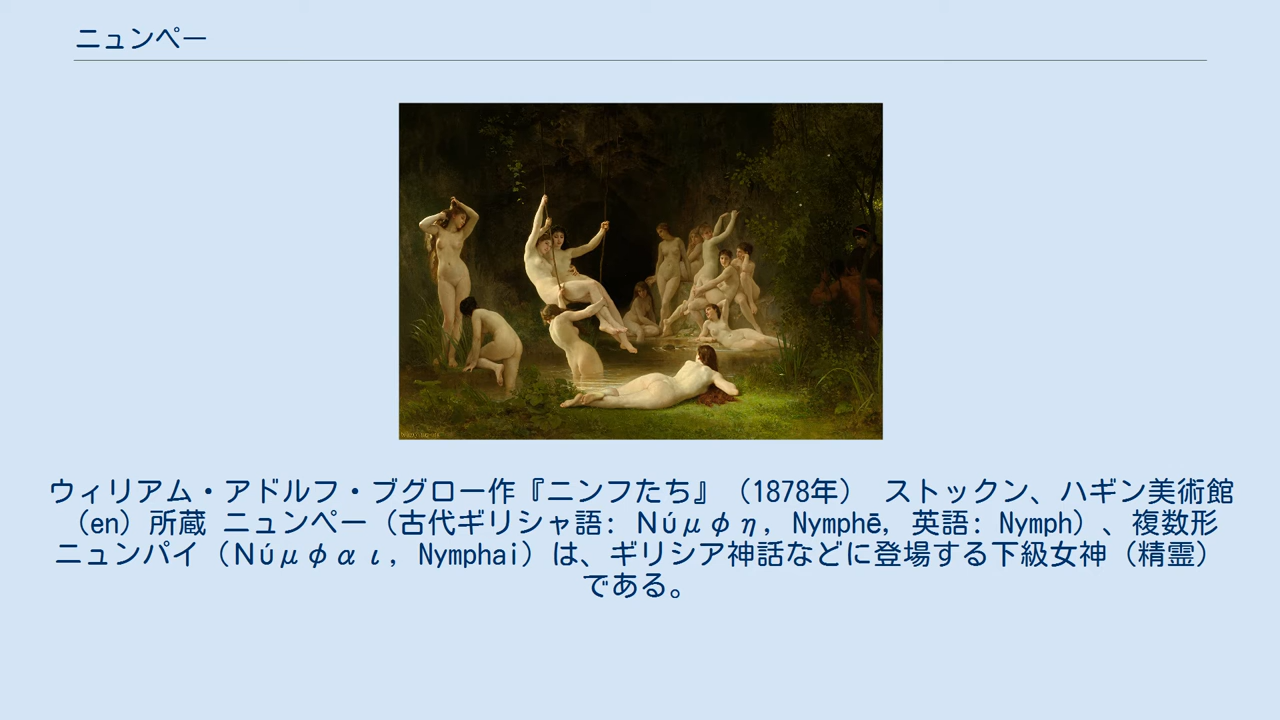 ニュンペー
ウィリアム・アドルフ・ブグロー作『ニンフたち』（1878年） ストックン、ハギン美術館
（en）所蔵 ニュンペー（古代ギリシャ語: Νύμφη, Nymphē, 英語: Nymph）、複数形
ニュンパイ（Νύμφαι, Nymphai）は、ギリシア神話などに登場する下級女神（精霊）
である。